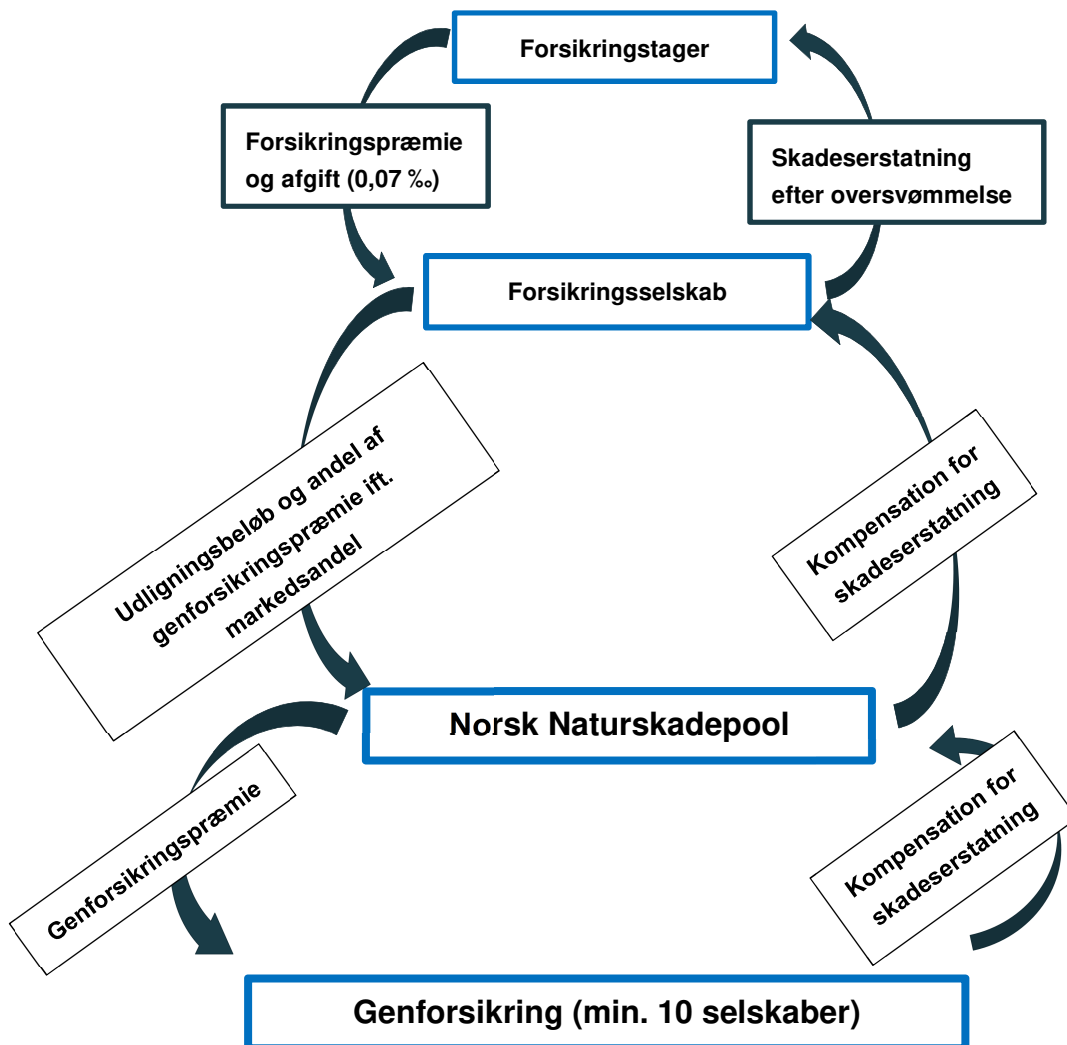 Forsikringstager
Forsikringspræmie
og afgift (0,07 ‰)
Skadeserstatning
efter oversvømmelse
Forsikringsselskab
Udligningsbeløb og andel af
genforsikringspræmie ift.
markedsandel
Kompensation for
skadeserstatning
Norsk Naturskadepool
Genforsikringspræmie
Kompensation for
skadeserstatning
Genforsikring (min. 10 selskaber)